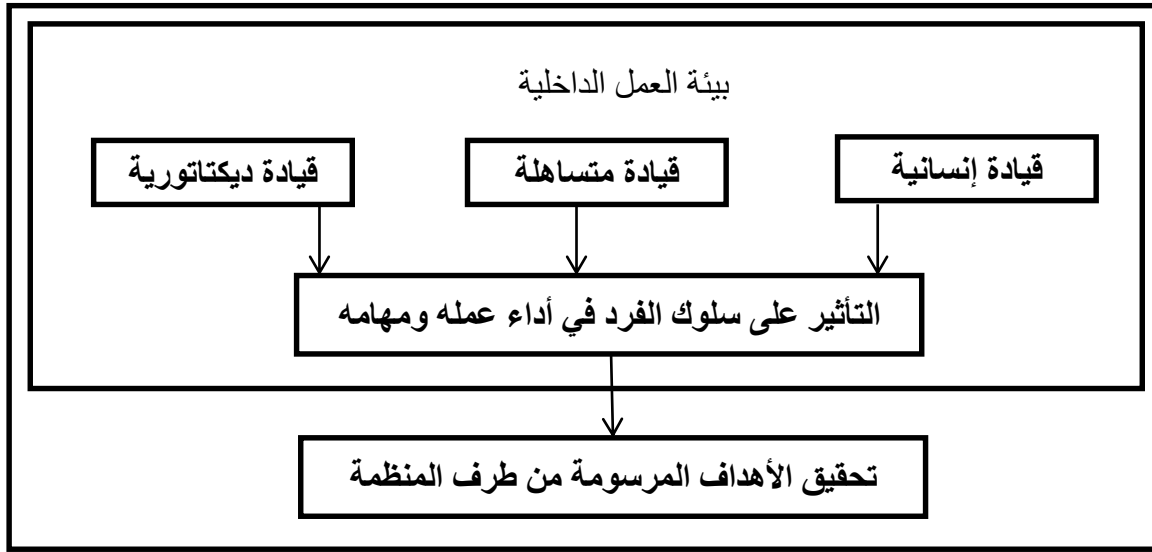 بيئة العمل الداخلية
قيادة إنسانية
قيادة متساهلة
قيادة ديكتاتورية
التأثير على سلوك الفرد في أداء عمله ومهامه
تحقيق الأهداف المرسومة من طرف المنظمة